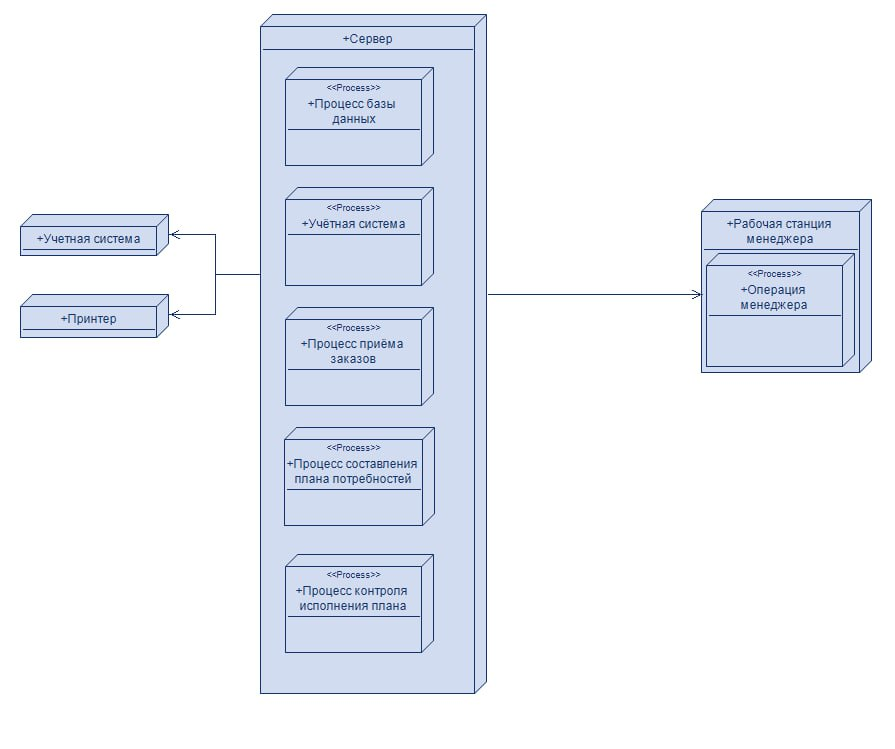 +Сервер
<<Process>>
+Процесс базы
данных
<<Process>>
+Учётная система
<<Process>>
+Процесс приёма
заказов
<<Process>>
+Процесс составления
плана потребностей
<<Process>>
+Процесс контроля
исполнения плана
+Учетная система
+Принтер
+Рабочая станция
менеджера
<<Process>>
+Операция
менеджера